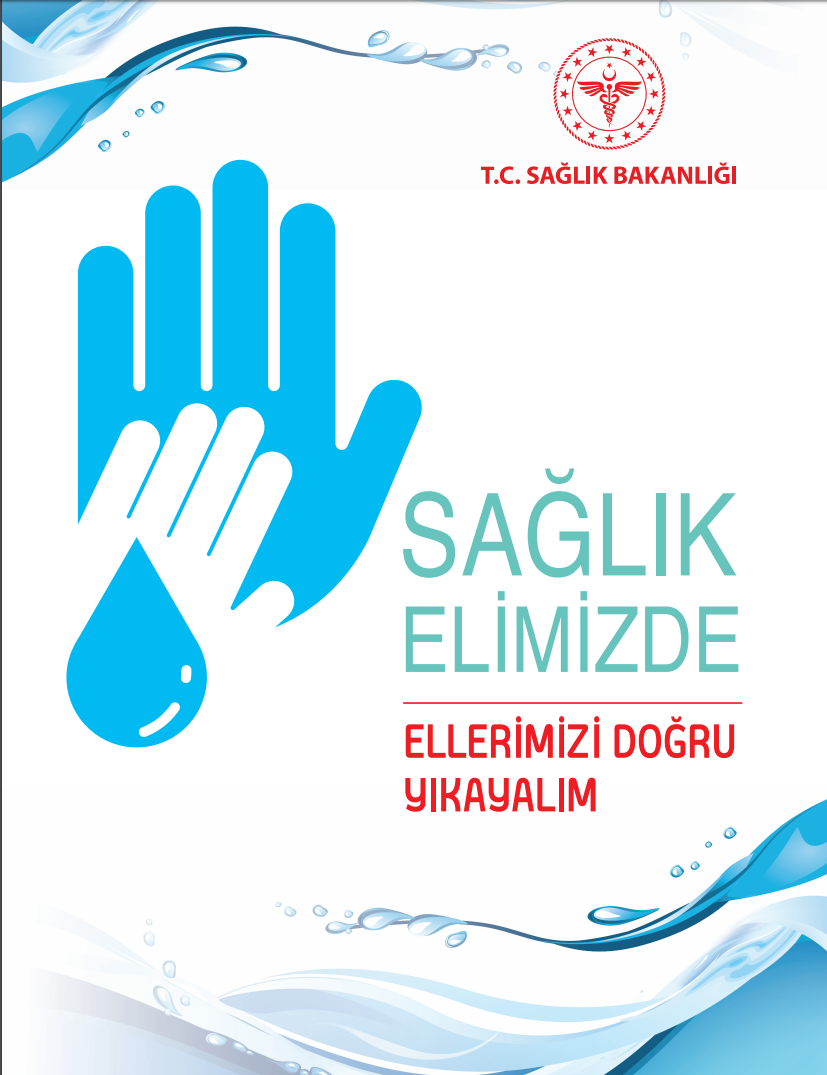 T.C. SAĞLIK BAKANLIĞI
SAĞLIK
ELİMİZDE
ELLERİMİZİ DOĞRU
YIKAYALIM